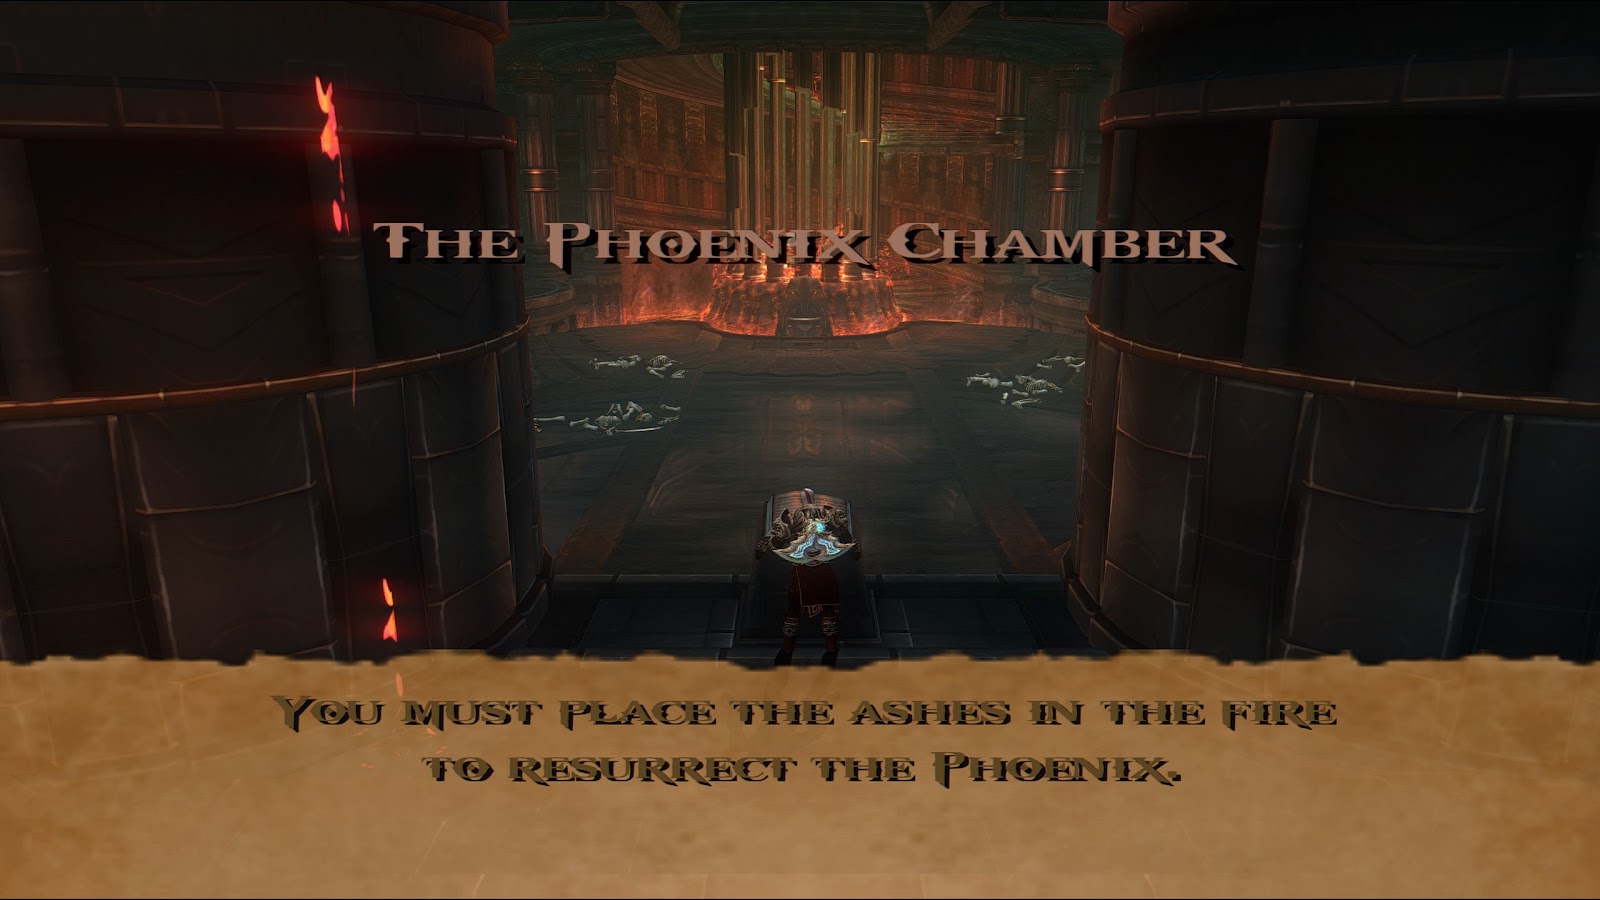 The Phoenix Chamber
You must place the ashes in the fire
to resurrect the Phoenix.